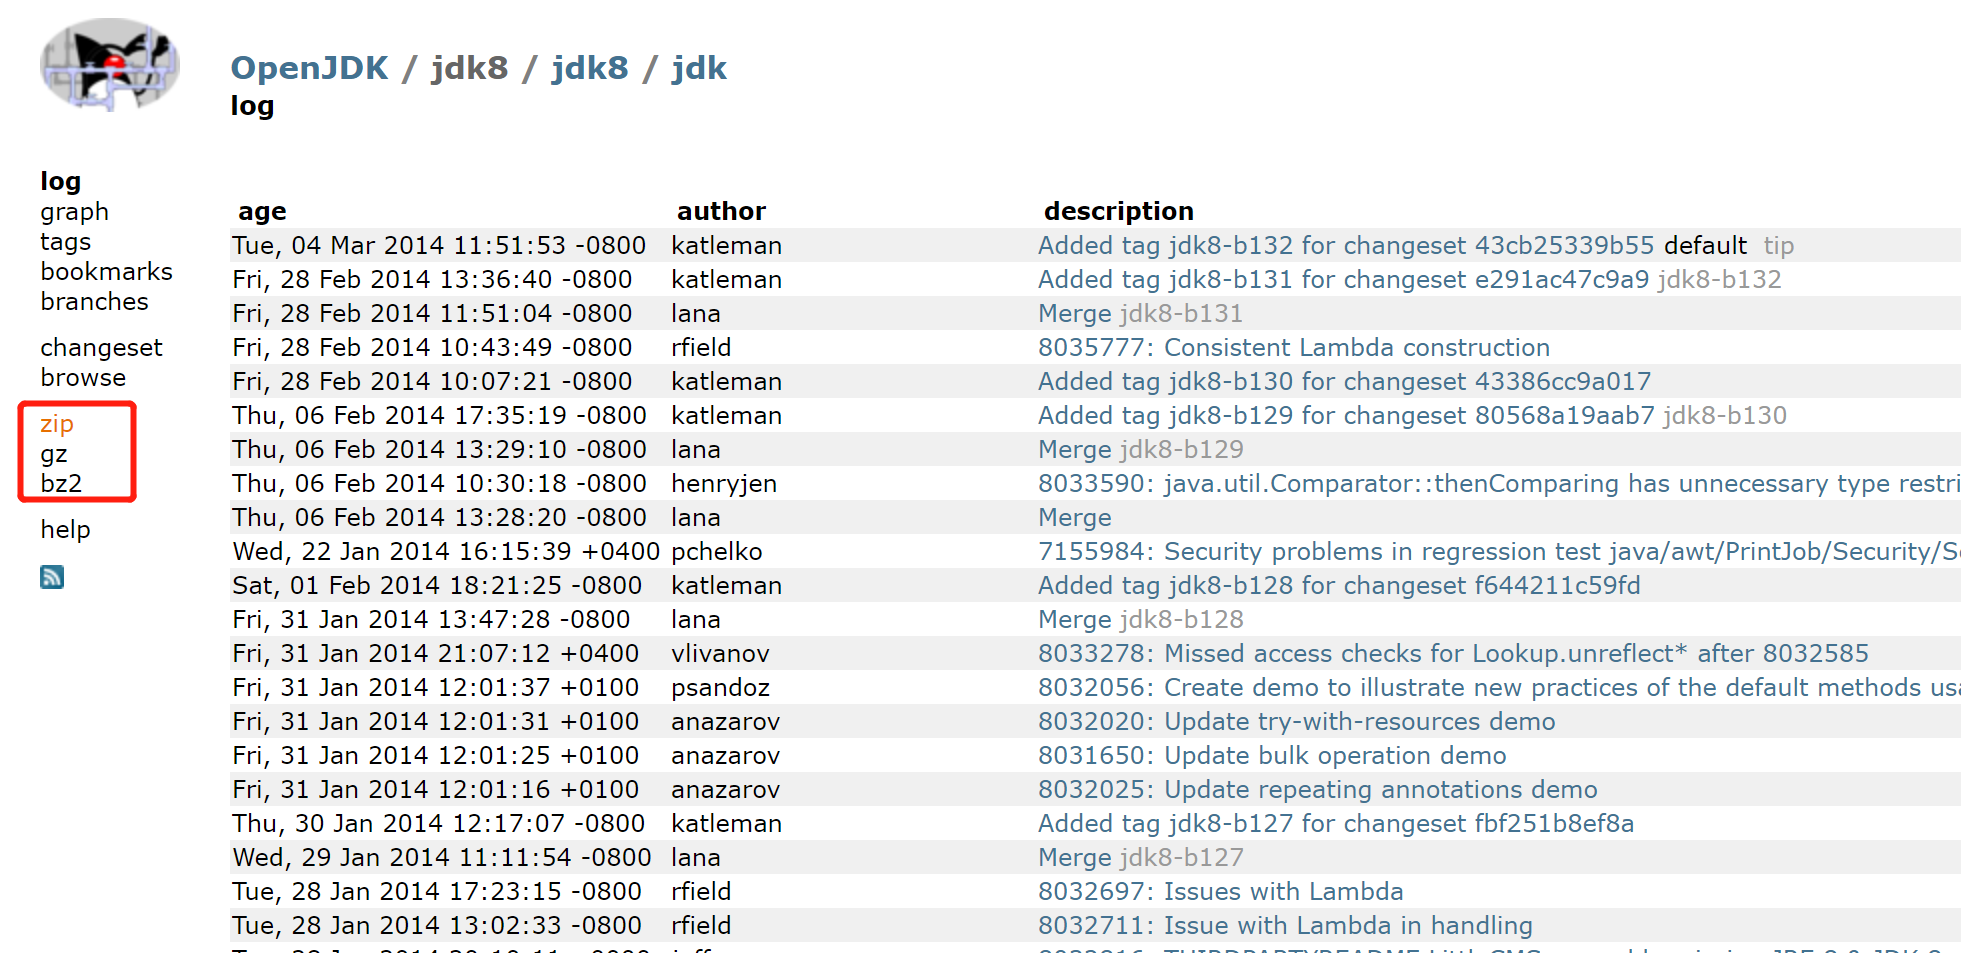 OpenJDK / jdk8 / jdk8 / jdk
log
log
graph
tags
bookmarks
branches
changeset
browse
zip
gz
bz2
help
age author description
Tue, 04 Mar 2014 11:51:53 -0800 katleman Added tag jdk8-b132 for changeset 43cb25339b55 default tip
Fri, 28 Feb 2014 13:36:40 -0800 katleman Added tag jdk8-b131 for changeset e291ac47c9a9 jdk8-b132
Fri, 28 Feb 2014 11:51:04 -0800 lana Merge jdk8-b131
Fri, 28 Feb 2014 10:43:49 -0800 rfield 8035777: Consistent Lambda construction
Fri, 28 Feb 2014 10:07:21 -0800 katleman Added tag jdk8-b130 for changeset 43386cc9a017
Thu, 06 Feb 2014 17:35:19 -0800 katleman Added tag jdk8-b129 for changeset 80568a19aab7 jdk8-b130
Thu, 06 Feb 2014 13:29:10 -0800 lana Merge jdk8-b129
Thu, 06 Feb 2014 10:30:18 -0800 henryjen 8033590: java.util.Comparator::thenComparing has unnecessary type restri
Thu, 06 Feb 2014 13:28:20 -0800 lana Merge
Wed, 22 Jan 2014 16:15:39 +0400 pchelko 7155984: Security problems in regression test java/awt/PrintJob/Security/S
Sat, 01 Feb 2014 18:21:25 -0800 katleman Added tag jdk8-b128 for changeset f644211c59fd
Fri, 31 Jan 2014 13:47:28 -0800 lana Merge jdk8-b128
Fri, 31 Jan 2014 21:07:12 +0400 vlivanov 8033278: Missed access checks for Lookup.unreflect* after 8032585
Fri, 31 Jan 2014 12:01:37 +0100 psandoz 8032056: Create demo to illustrate new practices of the default methods usa
Fri, 31 Jan 2014 12:01:31 +0100 anazarov 8032020: Update try-with-resources demo
Fri, 31 Jan 2014 12:01:25 +0100 anazarov 8031650: Update bulk operation demo
Fri, 31 Jan 2014 12:01:16 +0100 anazarov 8032025: Update repeating annotations demo
Thu, 30 Jan 2014 12:17:07 -0800 katleman Added tag jdk8-b127 for changeset fbf251b8ef8a
Wed, 29 Jan 2014 11:11:54 -0800 lana Merge jdk8-b127
Tue, 28 Jan 2014 17:23:15 -0800 rfield 8032697: Issues with Lambda
Tue, 28 Jan 2014 13:02:33 -0800 rfield 8032711: Issue with Lambda in handling